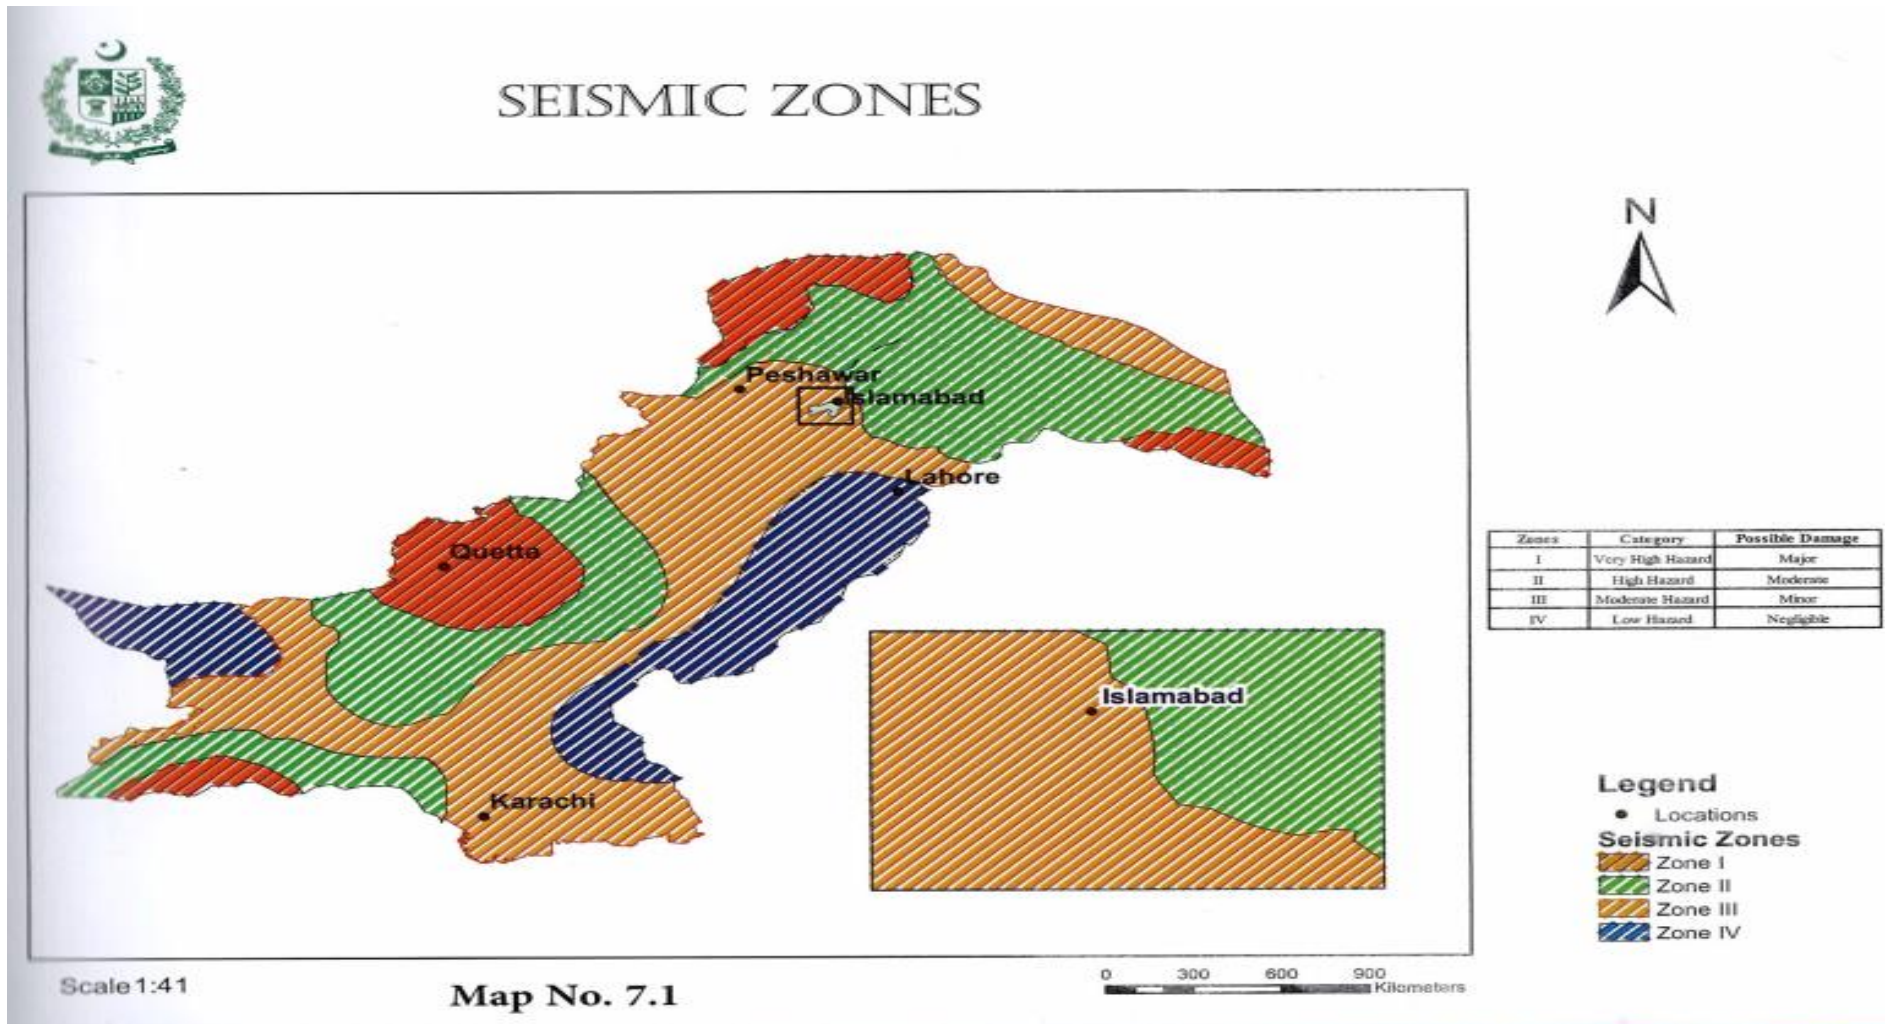 SEISMIC ZONES
N
Peshawar
Islamabad
Lahore
Quetta
Karachi
Islamabad
Zones Category Possible Damage
I Very High Hazard Major
II High Hazard Moderate
III Moderate Hazard Minor
IV Low Hazard Negligible
Legend
Locations
Seismic Zones
Zone I
Zone II
Zone III
Zone IV
0 300 600 900
Kilometers
Scale 1:41
Map No. 7.1